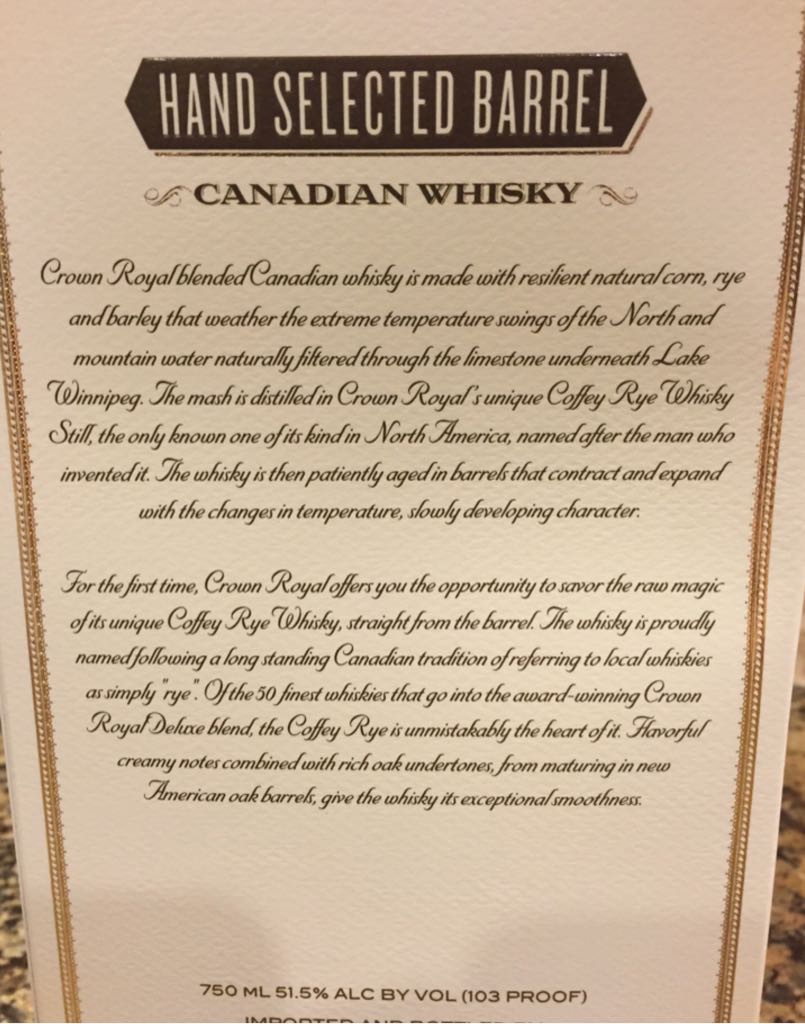 HAND SELECTED BARREL
CANADIAN WHISKY
Crown Royal blended Canadian whisky is made with resilient natural corn, rye
and barley that weather the extreme temperature swings of the North and
mountain water naturally filtered through the limestone underneath Lake
Winnipeg. The mash is distilled in Crown Royal's unique Coffey Rye Whisky
Still, the only known one of its kind in North America, named after the man who
invented it. The whisky is then patiently aged in barrels that contract and expand
with the changes in temperature, slowly developing character.
For the first time, Crown Royal offers you the opportunity to savor the raw magic
of its unique Coffey Rye Whisky, straight from the barrel. The whisky is proudly
named following a long standing Canadian tradition of referring to local whiskies
as simply "rye". Of the 50 finest whiskies that go into the award-winning Crown
Royal Deluxe blend, the Coffey Rye is unmistakably the heart of it. Flavorful
creamy notes combined with rich oak undertones, from maturing in new
American oak barrels, give the whisky its exceptional smoothness.
750 ML 51.5% ALC BY VOL (103 PROOF)
IMPORTED AND BOTTLED BY